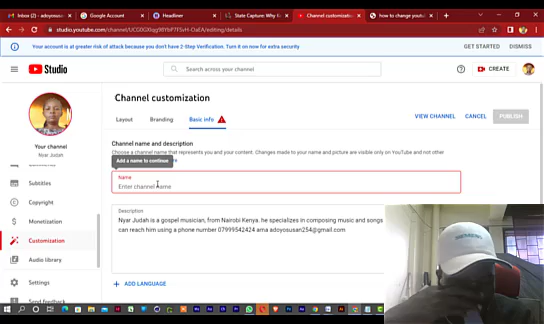 Inbox (1) - adoyosusan
Google Account
Headliner
State Capture: W
Channel customization
how to change youtu
studio.youtube.com/channel/
/editing/details
Your account is at greater risk of attack because you don't have 2-Step Verification. Turn it on now for extra security
GET STARTED
DISMISS
Studio
Search across your channel
CREATE
Channel customization
Layout
Branding
Basic info
VIEW CHANNEL
CANCEL
PUBLISH
Your channel
Nyar Judah
Channel name and description
Choose a channel name that represents you and your content. Changes made to your name and picture are visible only on YouTube and not other
Add a name to continue
Name
Enter channel name
Subtitles
Copyright
Monetization
Customization
Audio library
Settings
Send feedback
Description
Nyar Judah is a gospel musician, from Nairobi Kenya. he specializes in composing music and songs
can reach him using a phone number 07999542424 ama adoyosusan254@gmail.com
ADD LANGUAGE